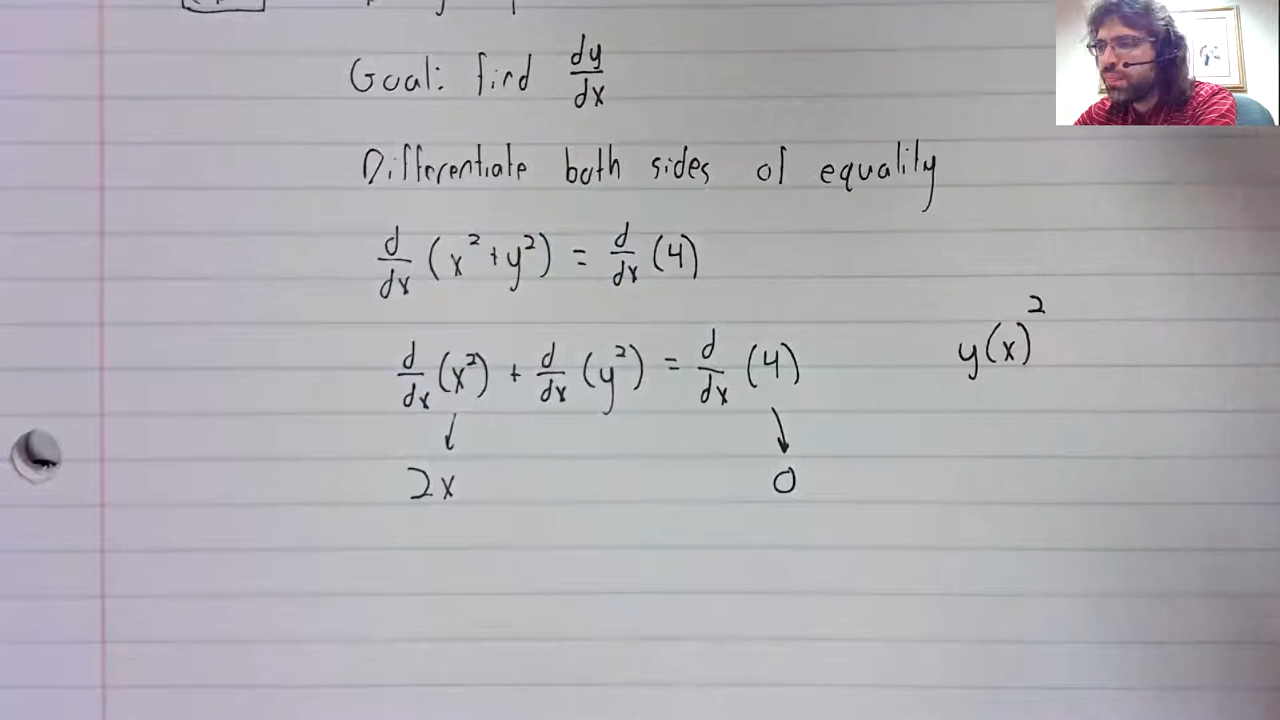 Goal: find dy/dx
Differentiate both sides of equality
d/dx (x² + y²) = d/dx (4)
d/dx (x²) + d/dx (y²) = d/dx (4)
y(x)²
↓ ↘
2x 0